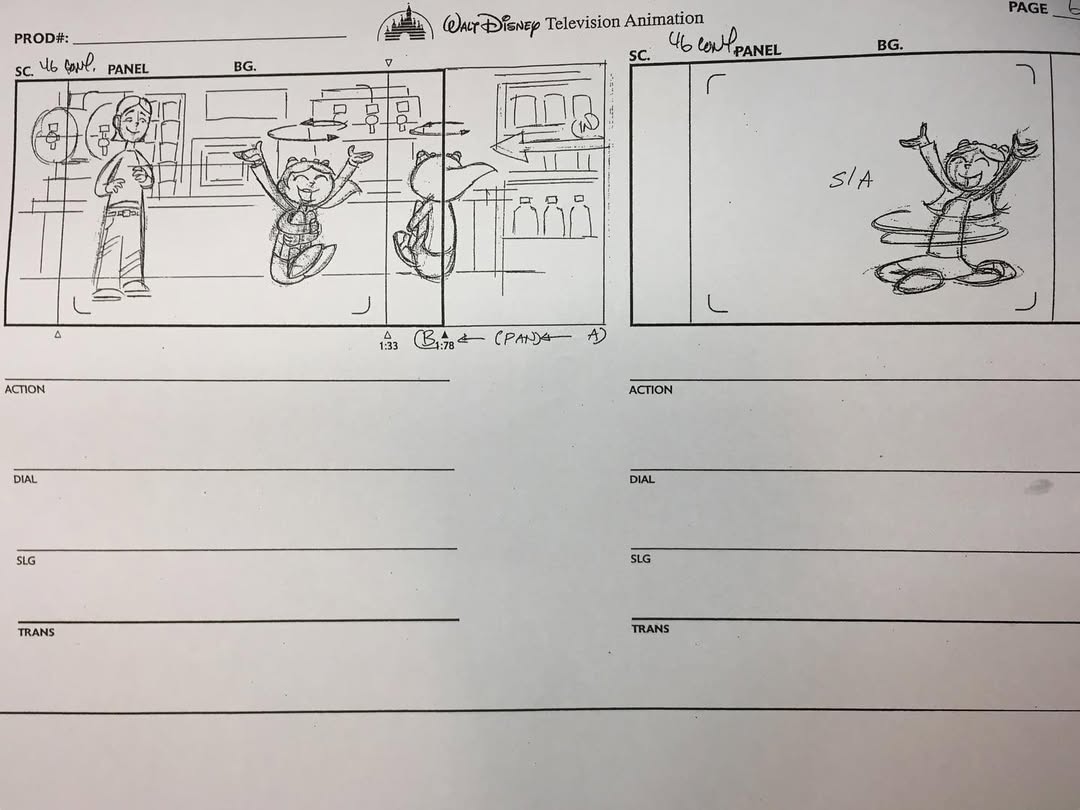 WALT DISNEY Television Animation
PAGE
PROD#:
SC. 46 cont. PANEL BG.
SC. 46 cont. PANEL BG.
IN
S/A
1:33 B 1:78 (PAN) A
ACTION
ACTION
DIAL
DIAL
SLG
SLG
TRANS
TRANS